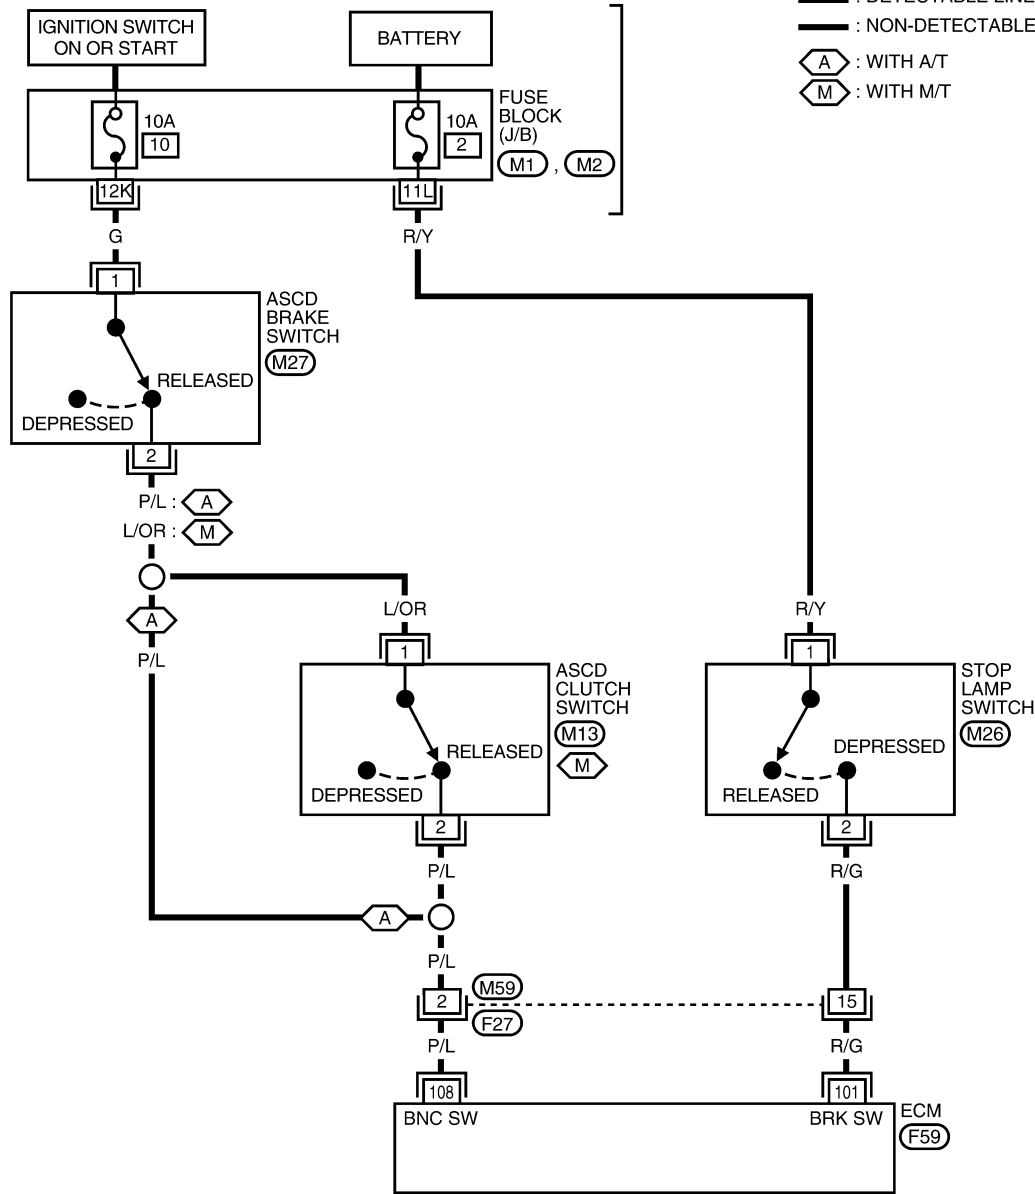 : DETECTABLE LINE
: NON-DETECTABLE
A : WITH A/T
M : WITH M/T
IGNITION SWITCH
ON OR START
BATTERY
10A
10
10A
2
FUSE
BLOCK
(J/B)
M1 , M2
12K
11L
G
R/Y
1
ASCD
BRAKE
SWITCH
M27
RELEASED
DEPRESSED
2
P/L : A
L/OR : M
A
P/L
L/OR
R/Y
1
ASCD
CLUTCH
SWITCH
M13
M
RELEASED
DEPRESSED
2
1
STOP
LAMP
SWITCH
M26
DEPRESSED
RELEASED
2
P/L
R/G
A
P/L
2
M59
F27
15
P/L
R/G
108
101
BNC SW
BRK SW
ECM
F59